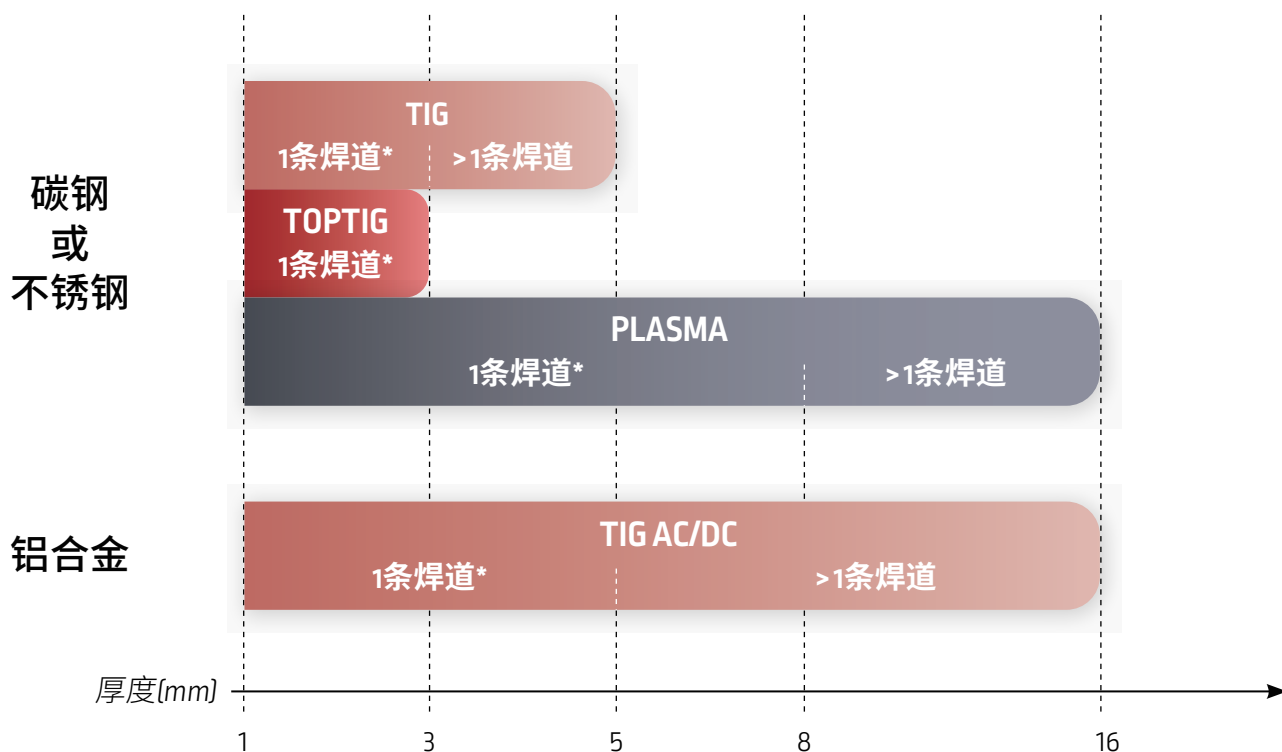 碳钢
或
不锈钢
TIG
1条焊道* >1条焊道
TOPTIG
1条焊道*
PLASMA
1条焊道* >1条焊道
铝合金
TIG AC/DC
1条焊道* >1条焊道
厚度(mm)
1 3 5 8 16